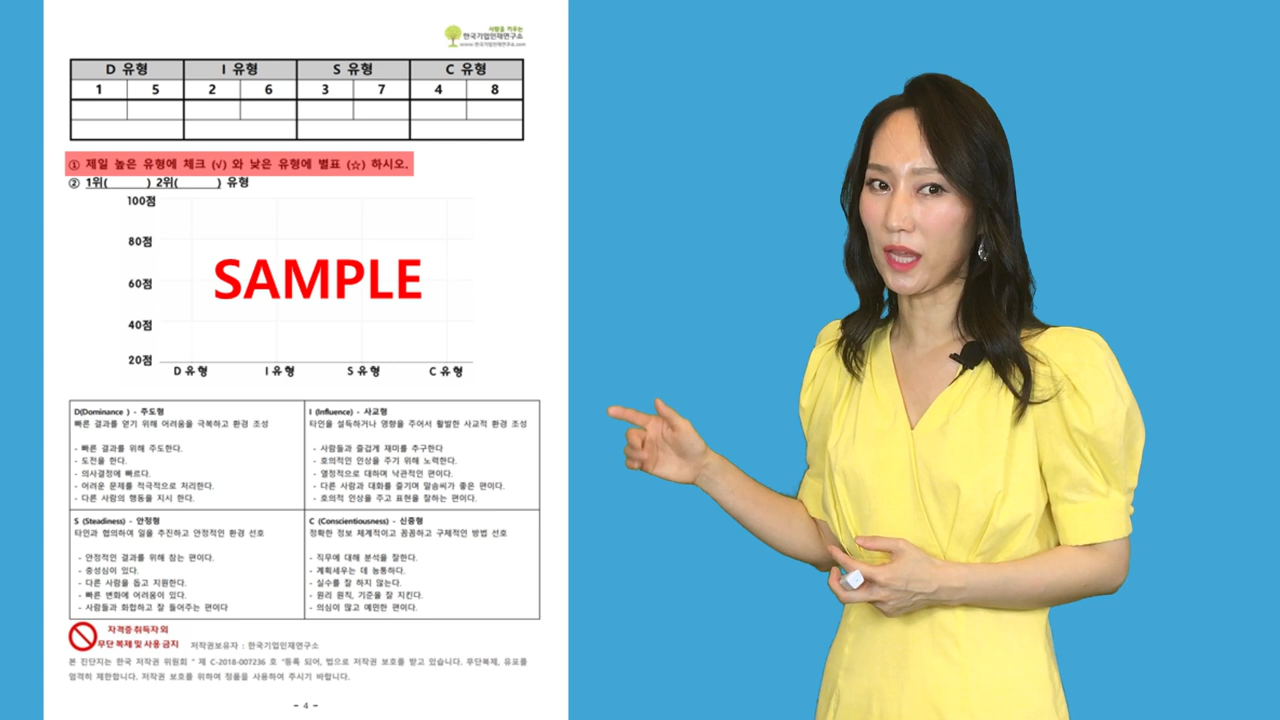 사람을 키우는
한국기업인재연구소
www.한국기업인재연구소.com
D 유형 I 유형 S 유형 C 유형
1 5 2 6 3 7 4 8
① 제일 높은 유형에 체크 (√) 와 낮은 유형에 별표 (☆) 하시오.
② 1위( ) 2위( ) 유형
100점
80점
60점
40점
20점
SAMPLE
D 유형 I 유형 S 유형 C 유형
D(Dominance ) - 주도형
빠른 결과를 얻기 위해 어려움을 극복하고 환경 조성
- 빠른 결과를 위해 주도한다.
- 도전을 한다.
- 의사결정에 빠르다.
- 어려운 문제를 적극적으로 처리한다.
- 다른 사람의 행동을 지시 한다.
I (Influence) - 사교형
타인을 설득하거나 영향을 주어서 활발한 사교적 환경 조성
- 사람들과 즐겁게 재미를 추구한다
- 호의적인 인상을 주기 위해 노력한다.
- 열정적으로 대하며 낙관적인 편이다.
- 다른 사람과 대화를 즐기며 말솜씨가 좋은 편이다.
- 호의적 인상을 주고 표현을 잘하는 편이다.
S (Steadiness) - 안정형
타인과 협의하여 일을 추진하고 안정적인 환경 선호
- 안정적인 결과를 위해 참는 편이다.
- 충성심이 있다.
- 다른 사람을 돕고 지원한다.
- 빠른 변화에 어려움이 있다.
- 사람들과 화합하고 잘 들어주는 편이다
C (Conscientiousness) - 신중형
정확한 정보 체계적이고 꼼꼼하고 구체적인 방법 선호
- 직무에 대해 분석을 잘한다.
- 계획세우는 데 능통하다.
- 실수를 잘 하지 않는다.
- 원리 원칙, 기준을 잘 지킨다.
- 의심이 많고 예민한 편이다.
자격증 취득자 외
무단 복제 및 사용 금지 저작권보유자 : 한국기업인재연구소
본 진단지는 한국 저작권 위원회 " 제 C-2018-007236 호 "등록 되어, 법으로 저작권 보호를 받고 있습니다. 무단복제, 유포를
엄격히 제한합니다. 저작권 보호를 위하여 정품을 사용하여 주시기 바랍니다.
- 4 -